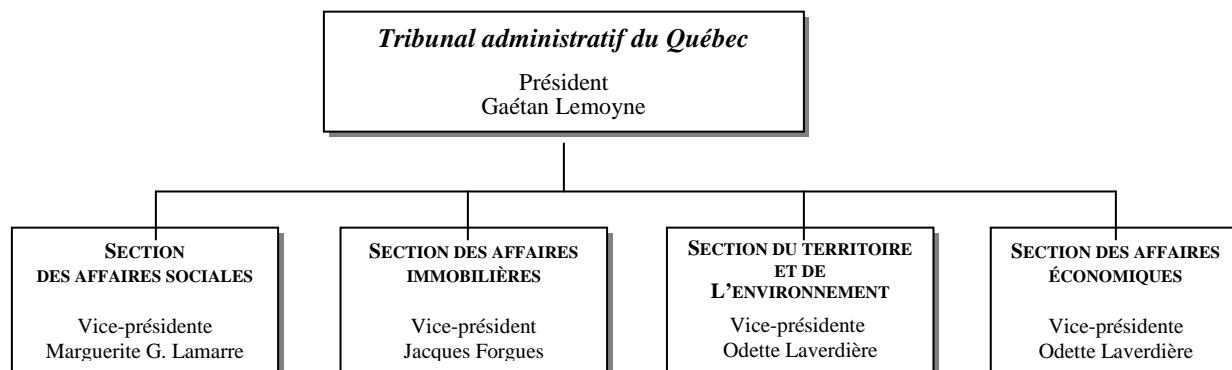 Tribunal administratif du Québec
Président
Gaétan Lemoyne
SECTION
DES AFFAIRES SOCIALES
Vice-présidente
Marguerite G. Lamarre
SECTION DES AFFAIRES
IMMOBILIÈRES
Vice-président
Jacques Forgues
SECTION DU TERRITOIRE
ET DE
L’ENVIRONNEMENT
Vice-présidente
Odette Laverdière
SECTION DES AFFAIRES
ÉCONOMIQUES
Vice-présidente
Odette Laverdière